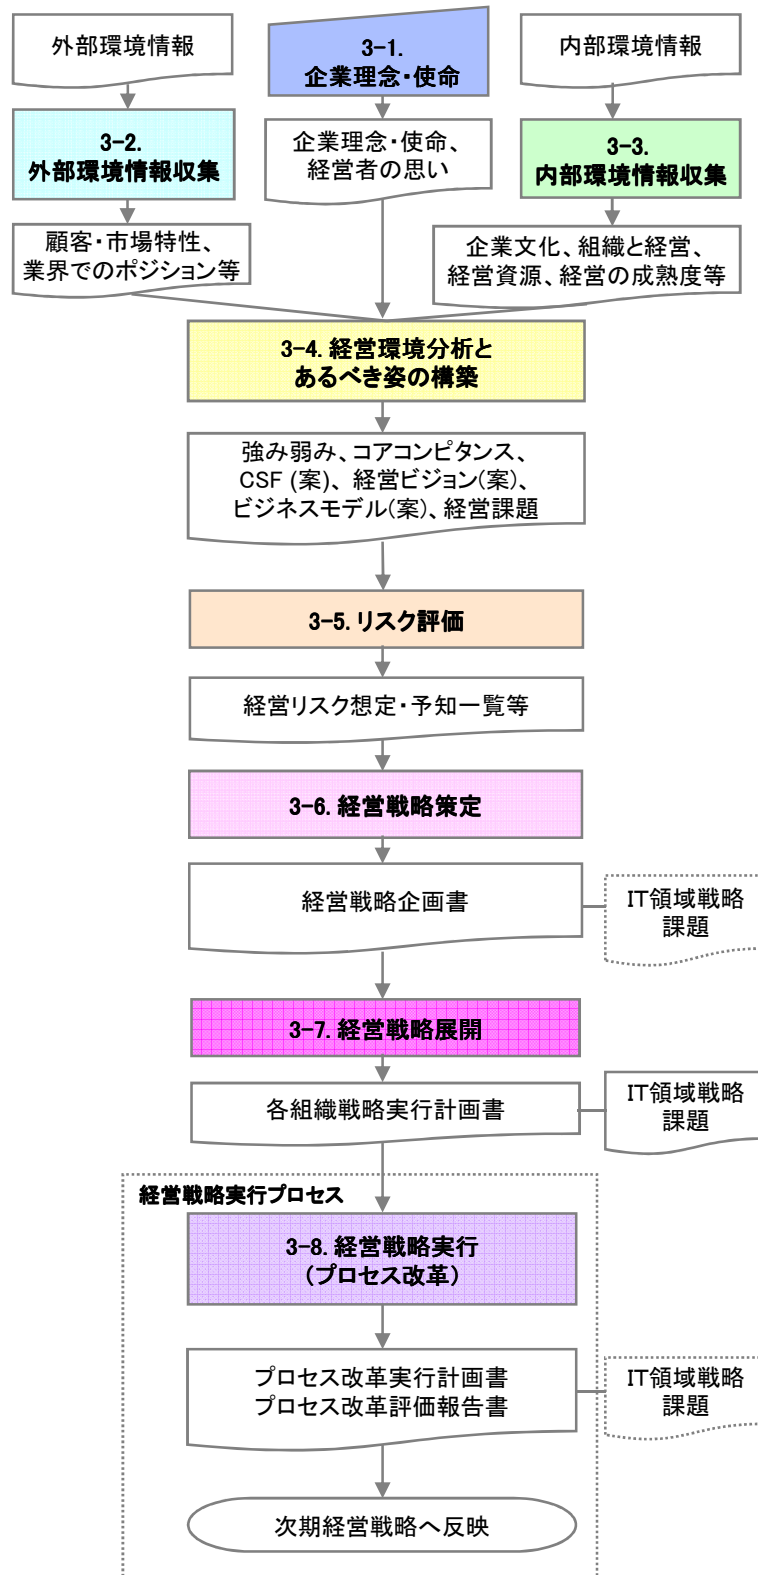 外部環境情報
3-1.
企業理念・使命
内部環境情報
3-2.
外部環境情報収集
企業理念・使命、
経営者の思い
3-3.
内部環境情報収集
顧客・市場特性、
業界でのポジション等
企業文化、組織と経営、
経営資源、経営の成熟度等
3-4. 経営環境分析と
あるべき姿の構築
強み弱み、コアコンピタンス、
CSF (案)、経営ビジョン(案)、
ビジネスモデル(案)、経営課題
3-5. リスク評価
経営リスク想定・予知一覧等
3-6. 経営戦略策定
経営戦略企画書
IT領域戦略
課題
3-7. 経営戦略展開
各組織戦略実行計画書
IT領域戦略
課題
経営戦略実行プロセス
3-8. 経営戦略実行
(プロセス改革)
プロセス改革実行計画書
プロセス改革評価報告書
IT領域戦略
課題
次期経営戦略へ反映